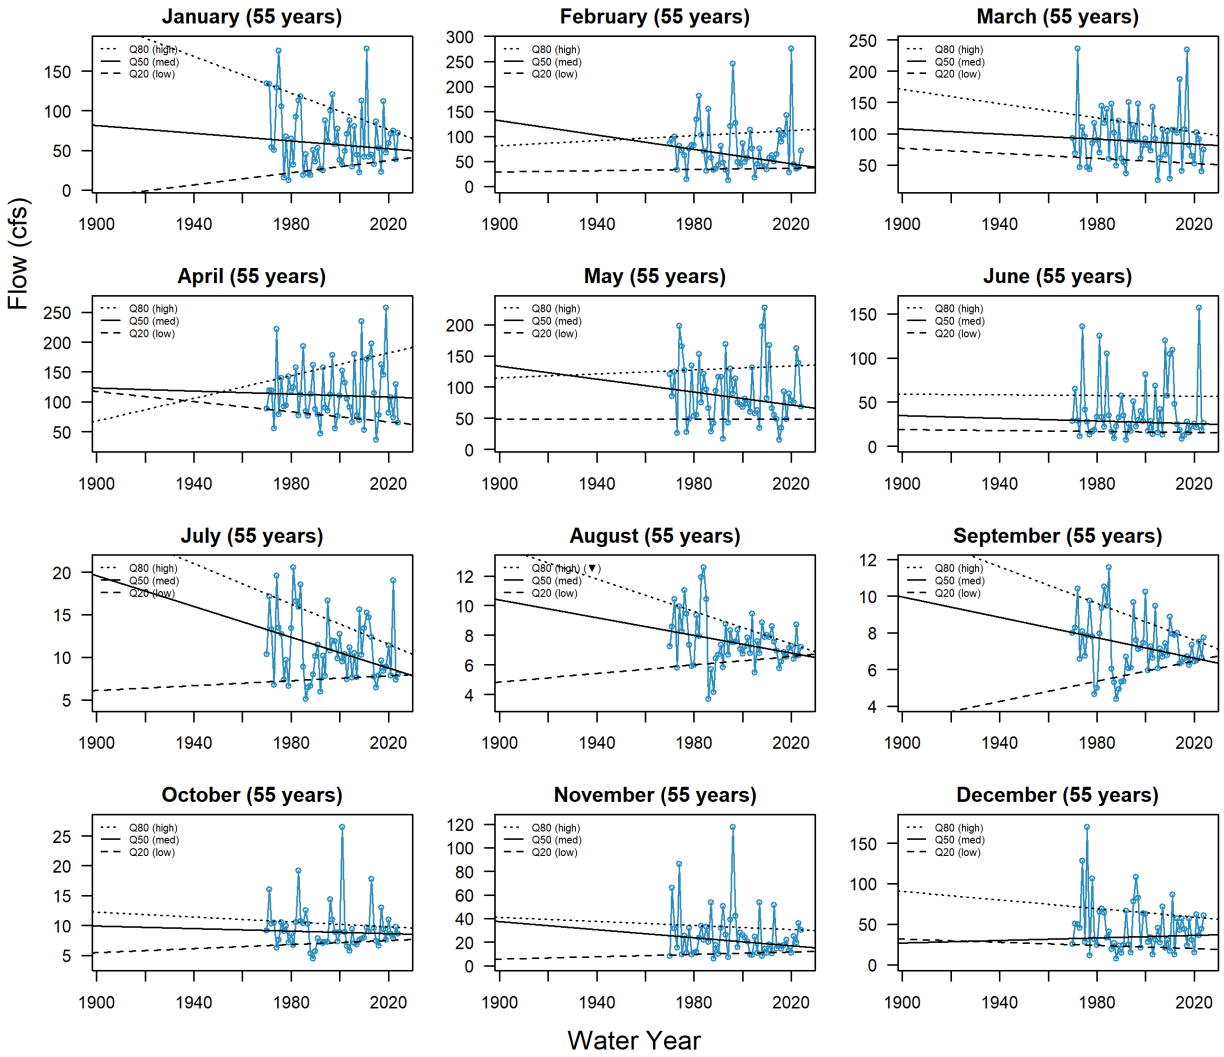 Flow (cfs)
January (55 years)
Q80 (high)
Q50 (med)
Q20 (low)
150
100
50
0
1900 1940 1980 2020
February (55 years)
Q80 (high)
Q50 (med)
Q20 (low)
300
250
200
150
100
50
0
1900 1940 1980 2020
March (55 years)
Q80 (high)
Q50 (med)
Q20 (low)
250
200
150
100
50
1900 1940 1980 2020
April (55 years)
Q80 (high)
Q50 (med)
Q20 (low)
250
200
150
100
50
1900 1940 1980 2020
May (55 years)
Q80 (high)
Q50 (med)
Q20 (low)
200
150
100
50
0
1900 1940 1980 2020
June (55 years)
Q80 (high)
Q50 (med)
Q20 (low)
150
100
50
0
1900 1940 1980 2020
July (55 years)
Q80 (high)
Q50 (med)
Q20 (low)
20
15
10
5
1900 1940 1980 2020
August (55 years)
Q80 (high) (▼)
Q50 (med)
Q20 (low)
12
10
8
6
4
1900 1940 1980 2020
September (55 years)
Q80 (high)
Q50 (med)
Q20 (low)
12
10
8
6
4
1900 1940 1980 2020
October (55 years)
Q80 (high)
Q50 (med)
Q20 (low)
25
20
15
10
5
1900 1940 1980 2020
November (55 years)
Q80 (high)
Q50 (med)
Q20 (low)
120
100
80
60
40
20
0
1900 1940 1980 2020
December (55 years)
Q80 (high)
Q50 (med)
Q20 (low)
150
100
50
0
1900 1940 1980 2020
Water Year